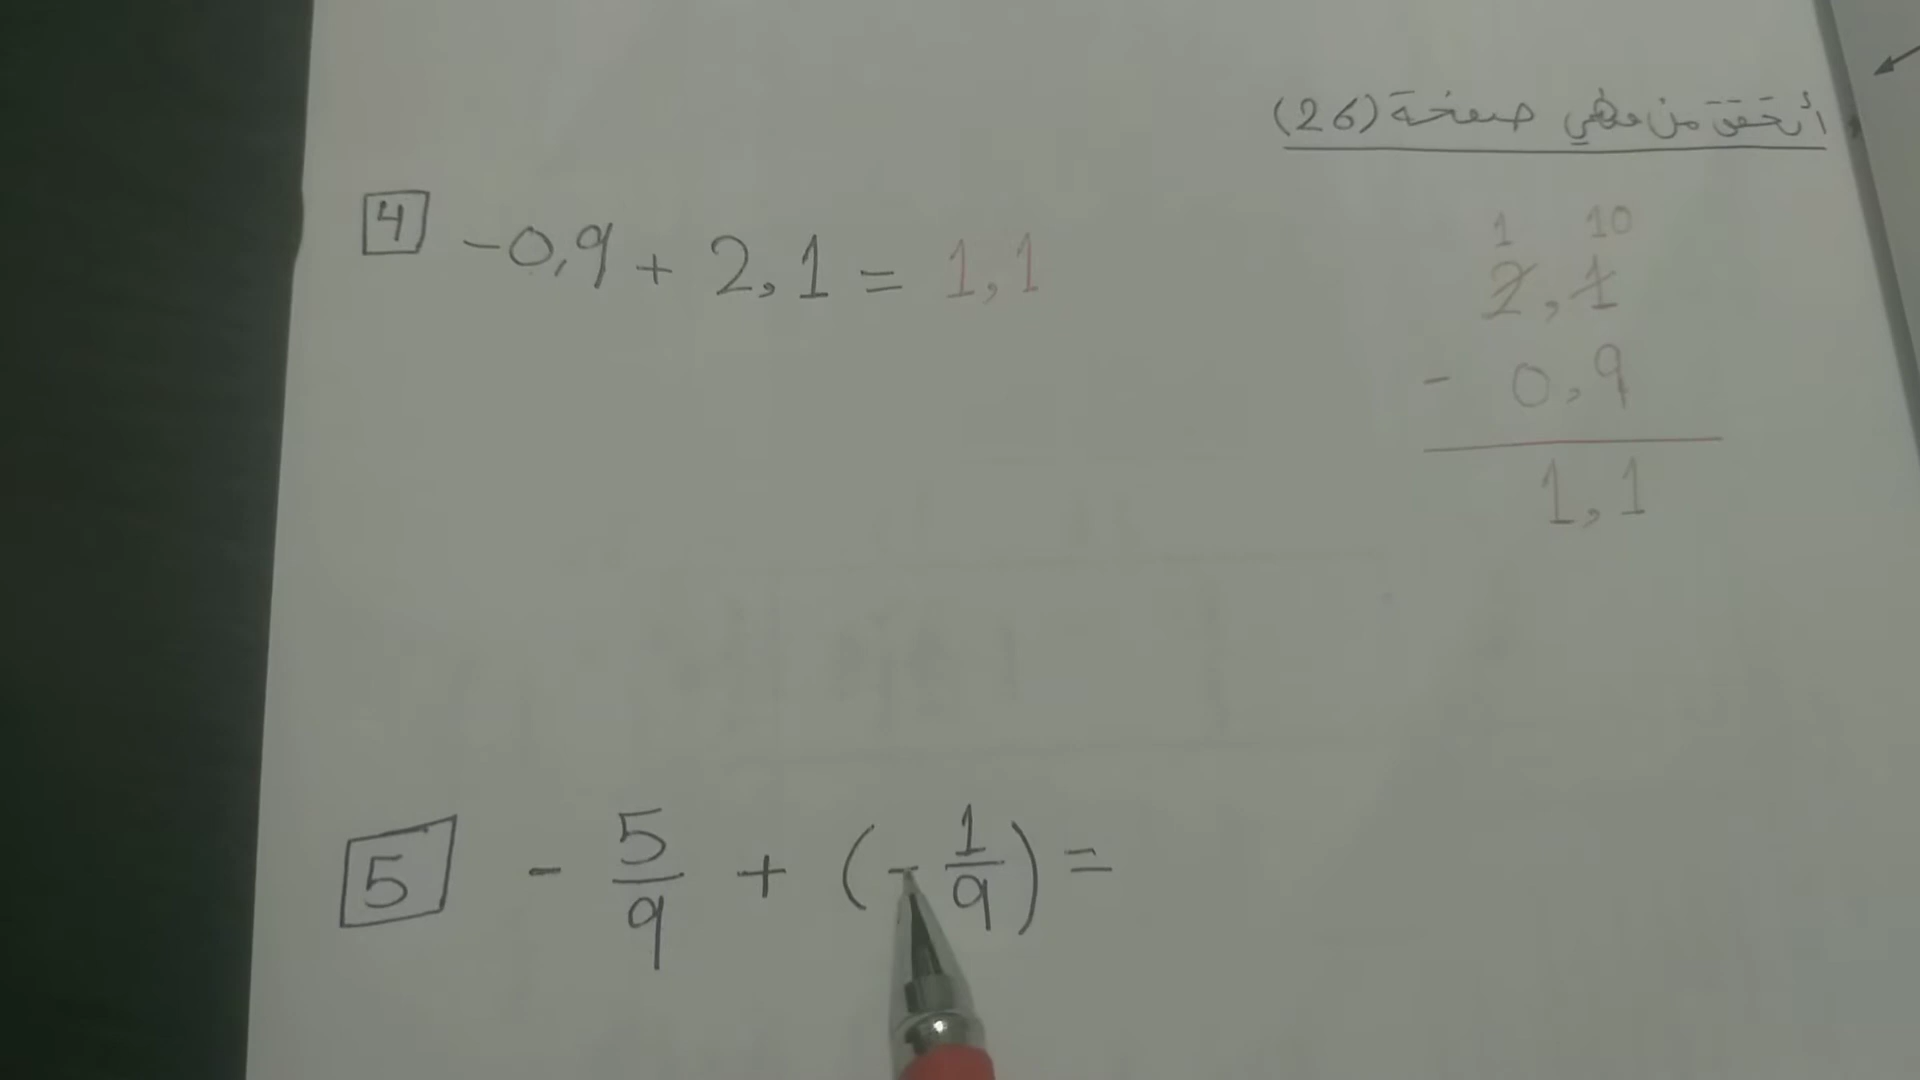 أتحقق من فهمي صفحة (26)
4 -0,9 + 2,1 = 1,1
1 10
2,1
- 0,9
1,1
5 - 5/9 + (- 1/9) =